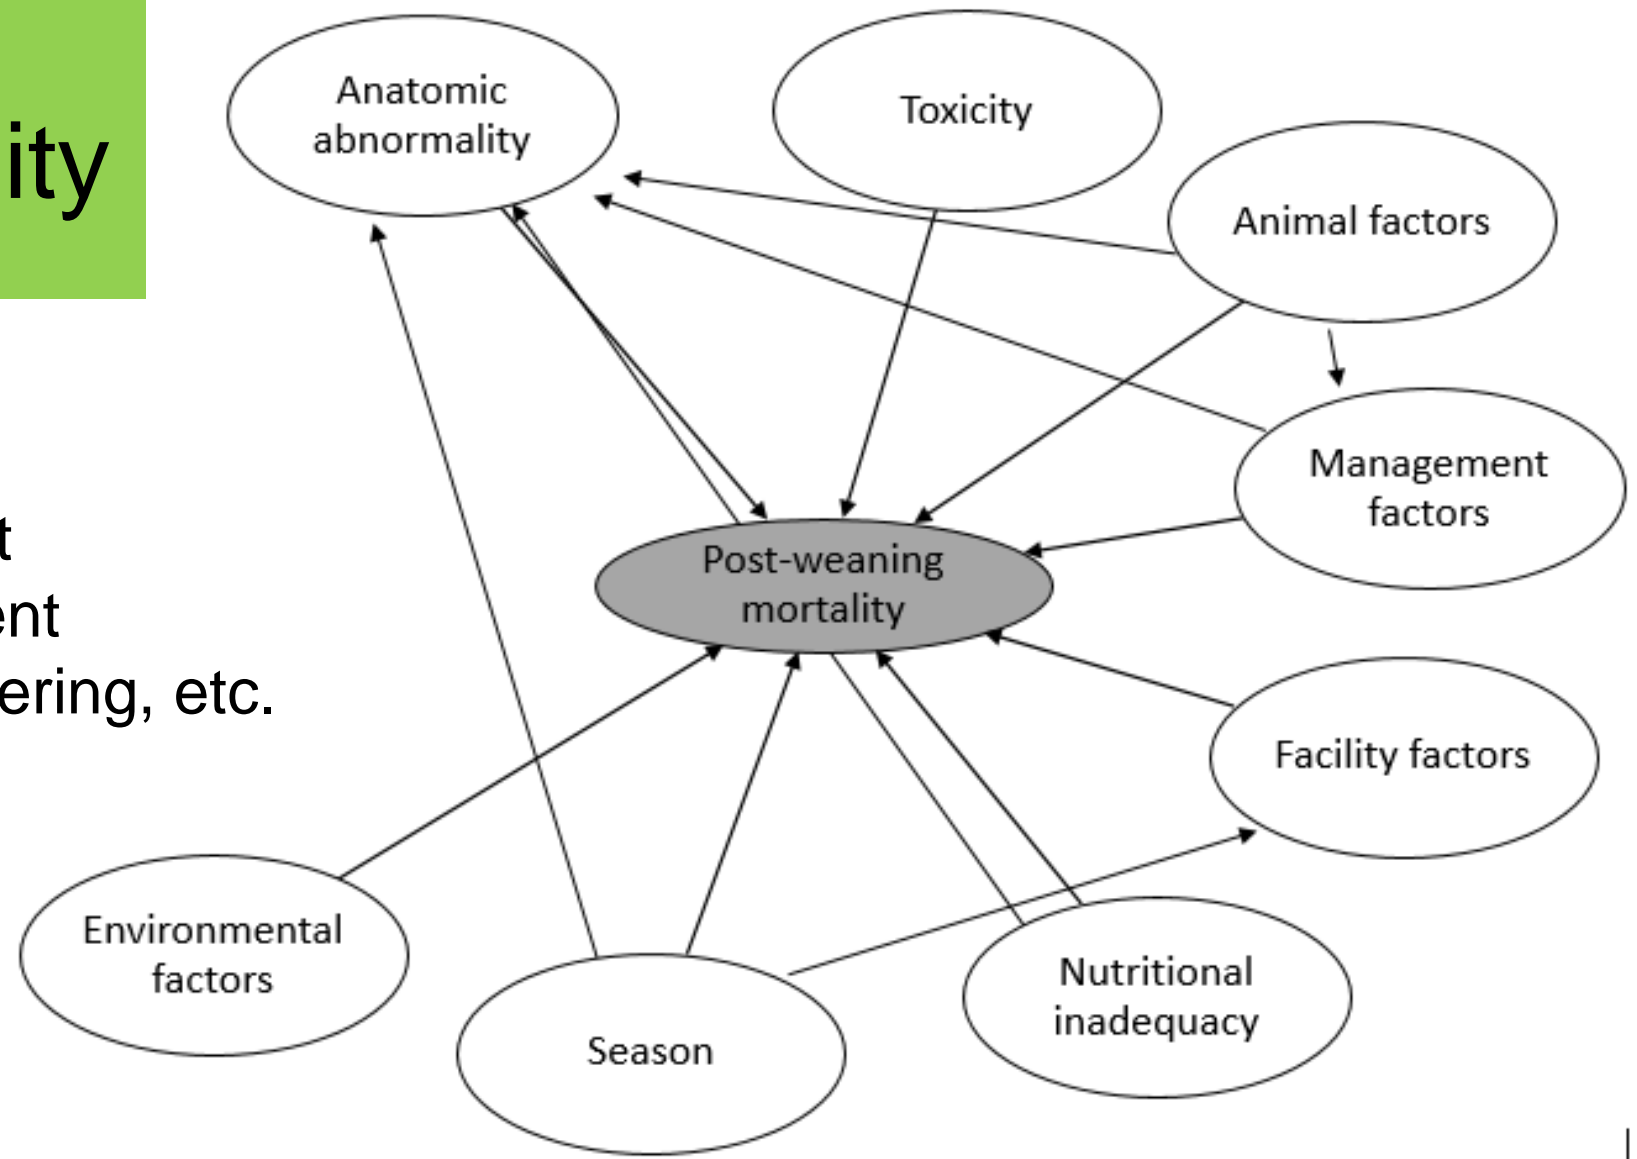 ity
t
ent
ering, etc.
Anatomic
abnormality
Toxicity
Animal factors
Management
factors
Post-weaning
mortality
Facility factors
Environmental
factors
Season
Nutritional
inadequacy